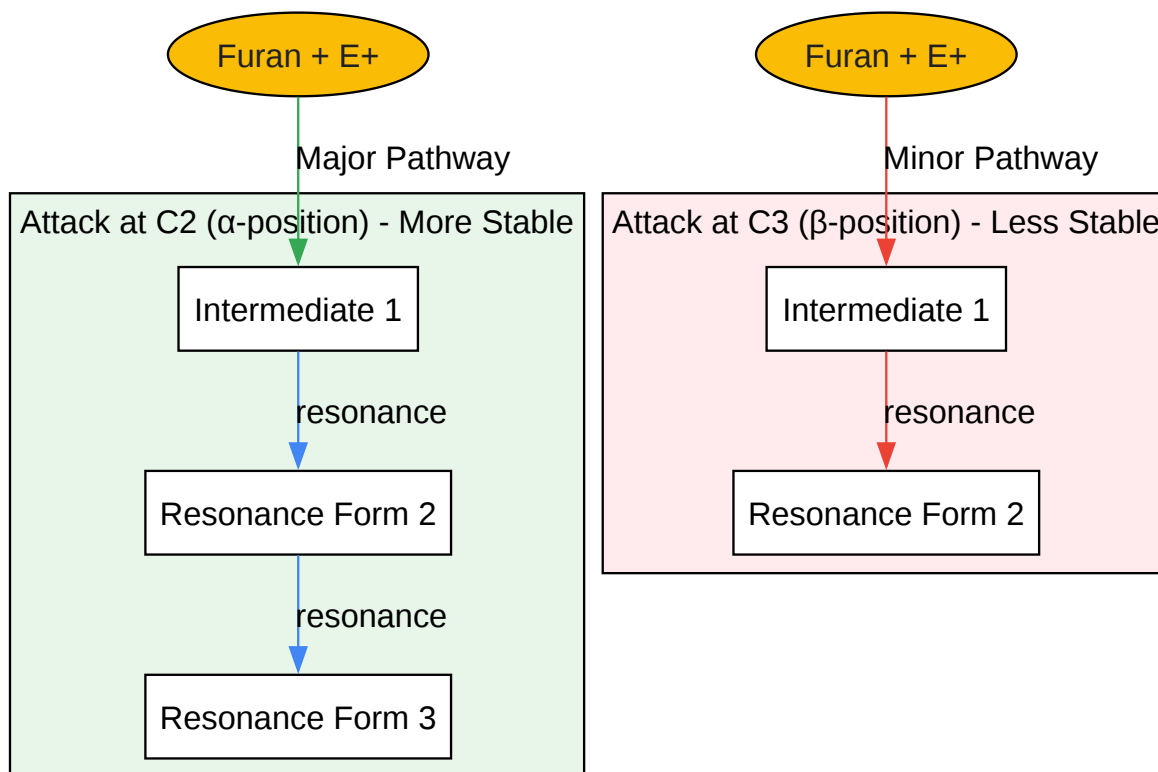 Furan + E+
Major Pathway
Attack at C2 (α-position) - More Stable
Intermediate 1
resonance
Resonance Form 2
resonance
Resonance Form 3
Furan + E+
Minor Pathway
Attack at C3 (β-position) - Less Stable
Intermediate 1
resonance
Resonance Form 2